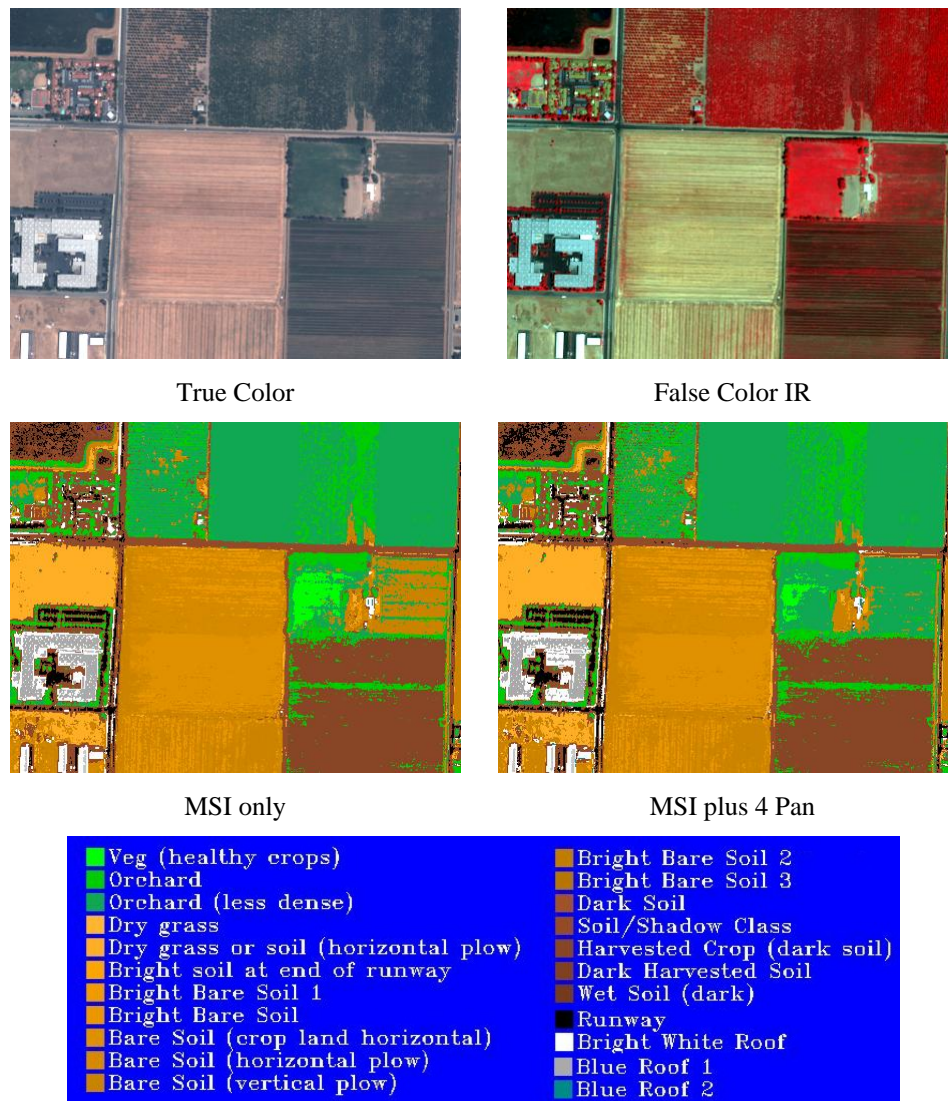 True Color
False Color IR
MSI only
MSI plus 4 Pan
Veg (healthy crops)
Orchard
Orchard (less dense)
Dry grass
Dry grass or soil (horizontal plow)
Bright soil at end of runway
Bright Bare Soil 1
Bright Bare Soil
Bare Soil (crop land horizontal)
Bare Soil (horizontal plow)
Bare Soil (vertical plow)
Bright Bare Soil 2
Bright Bare Soil 3
Dark Soil
Soil/Shadow Class
Harvested Crop (dark soil)
Dark Harvested Soil
Wet Soil (dark)
Runway
Bright White Roof
Blue Roof 1
Blue Roof 2